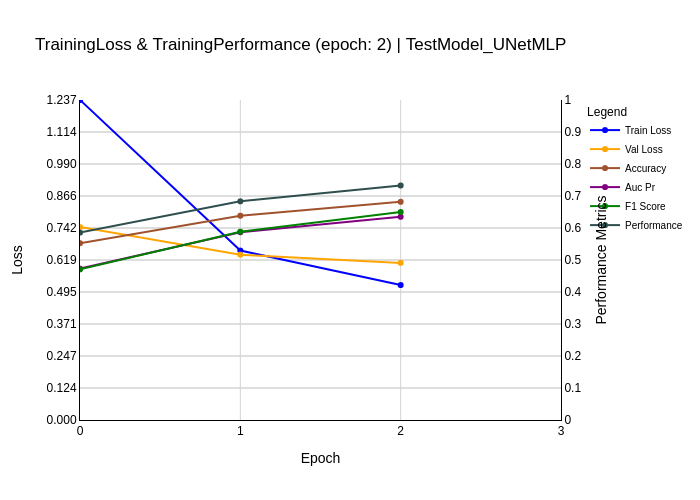 TrainingLoss & TrainingPerformance (epoch: 2) | TestModel_UNetMLP
Legend
Train Loss
Val Loss
Accuracy
Auc Pr
F1 Score
Performance
1.237
1.114
0.990
0.866
0.742
0.619
0.495
0.371
0.247
0.124
0.000
Loss
1
0.9
0.8
0.7
0.6
0.5
0.4
0.3
0.2
0.1
0
Performance Metrics
0
1
2
3
Epoch